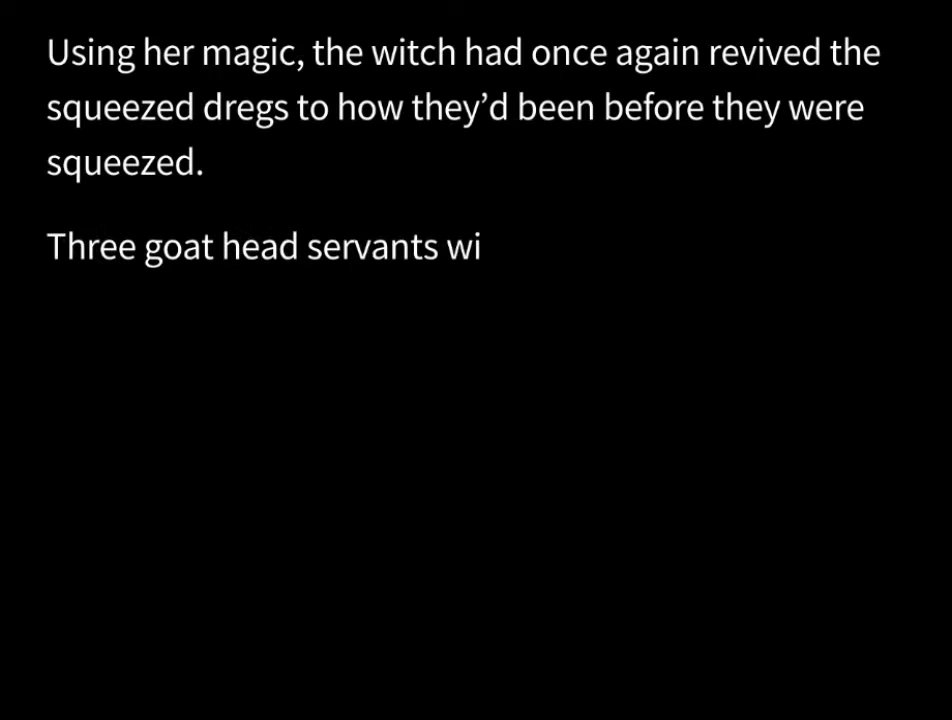 Using her magic, the witch had once again revived the
squeezed dregs to how they’d been before they were
squeezed.
Three goat head servants wi